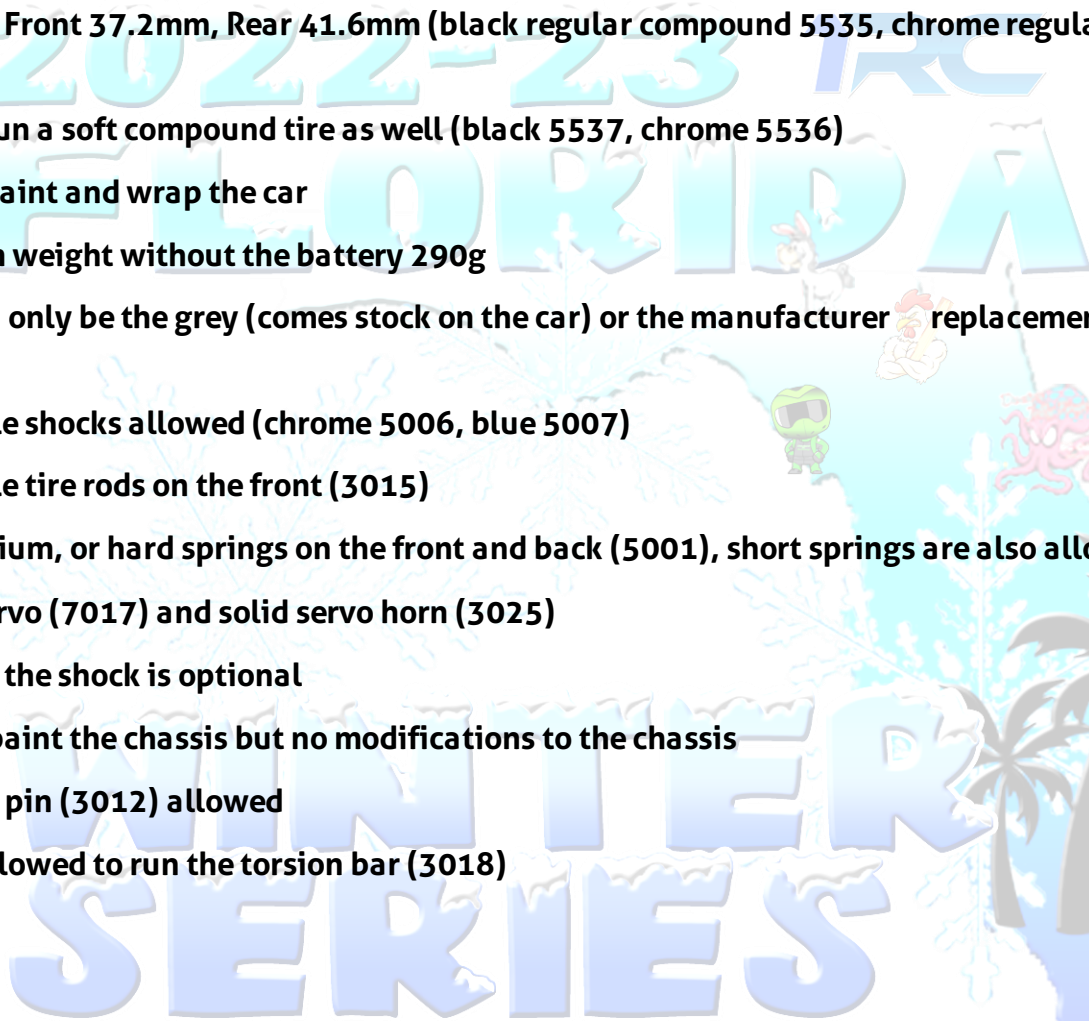 Front 37.2mm, Rear 41.6mm (black regular compound 5535, chrome regula
2022-23 IRC
un a soft compound tire as well (black 5537, chrome 5536)
FLORIDA
aint and wrap the car
weight without the battery 290g
only be the grey (comes stock on the car) or the manufacturer replacemen
le shocks allowed (chrome 5006, blue 5007)
le tire rods on the front (3015)
ium, or hard springs on the front and back (5001), short springs are also allo
rvo (7017) and solid servo horn (3025)
the shock is optional
paint the chassis but no modifications to the chassis
WINTER
pin (3012) allowed
llowed to run the torsion bar (3018)
SERIES